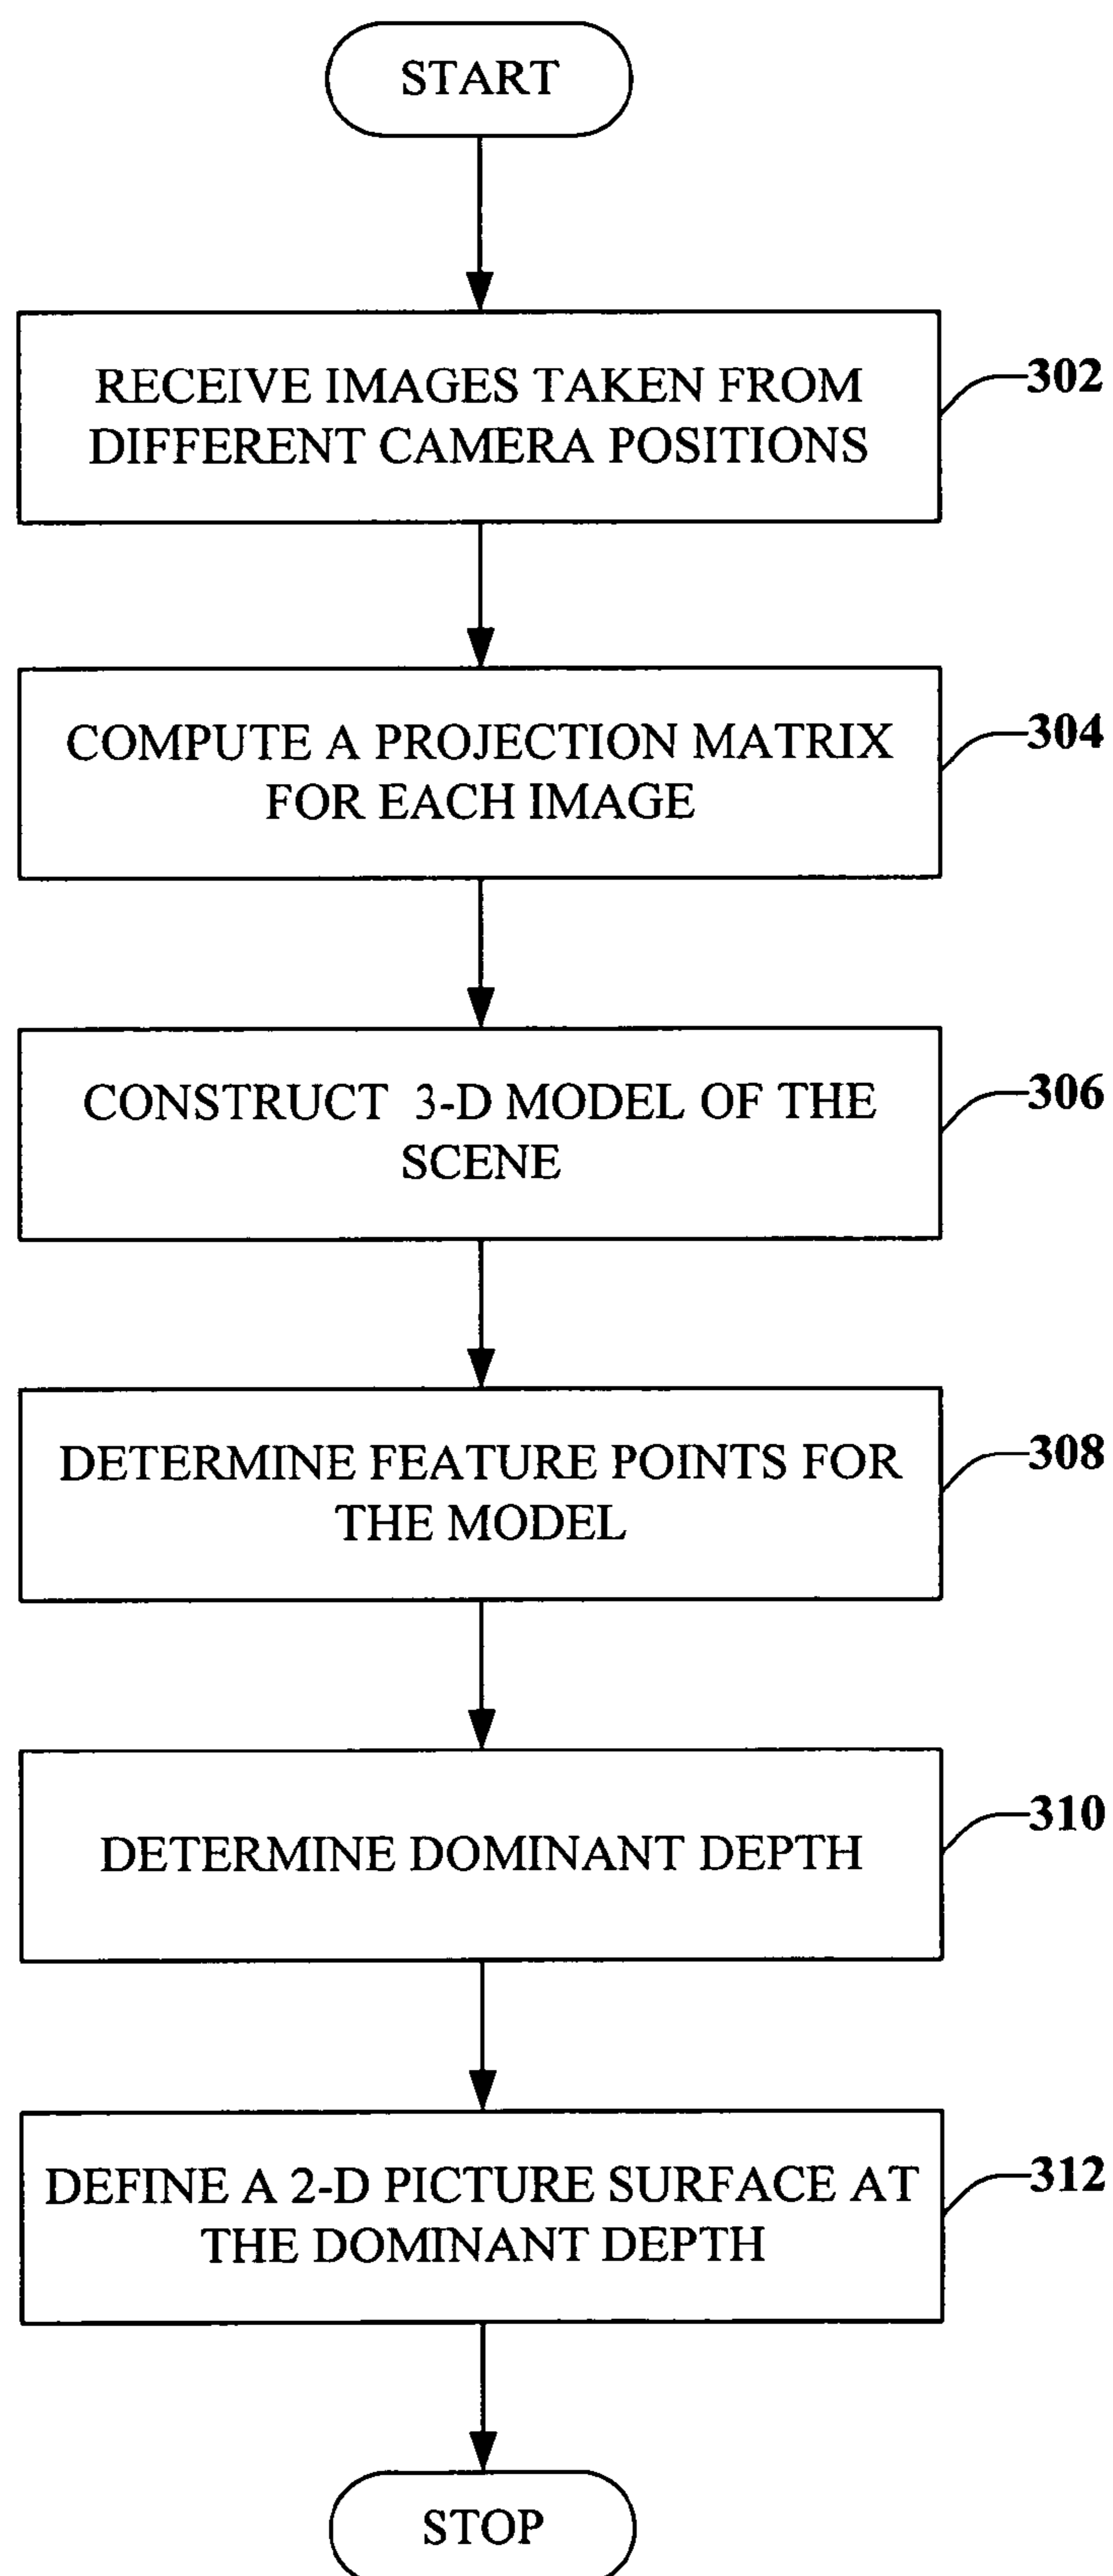 START
RECEIVE IMAGES TAKEN FROM
DIFFERENT CAMERA POSITIONS
302
COMPUTE A PROJECTION MATRIX
FOR EACH IMAGE
304
CONSTRUCT 3-D MODEL OF THE
SCENE
306
DETERMINE FEATURE POINTS FOR
THE MODEL
308
DETERMINE DOMINANT DEPTH
310
DEFINE A 2-D PICTURE SURFACE AT
THE DOMINANT DEPTH
312
STOP